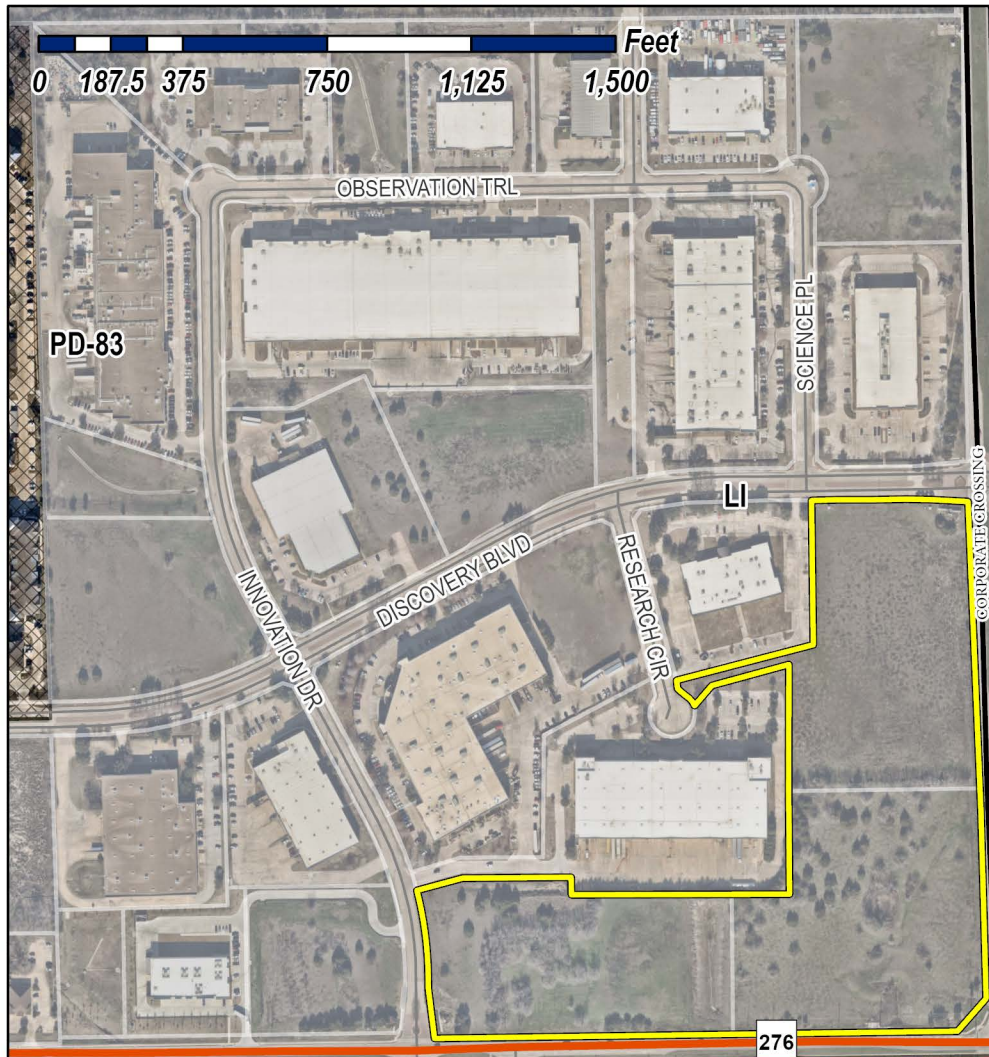 Feet
0 187.5 375 750 1,125 1,500
OBSERVATION TRL
SCIENCE PL
PD-83
CORPORATE CROSSING
LI
DISCOVERY BLVD
RESEARCH CIR
INNOVATION DR
276